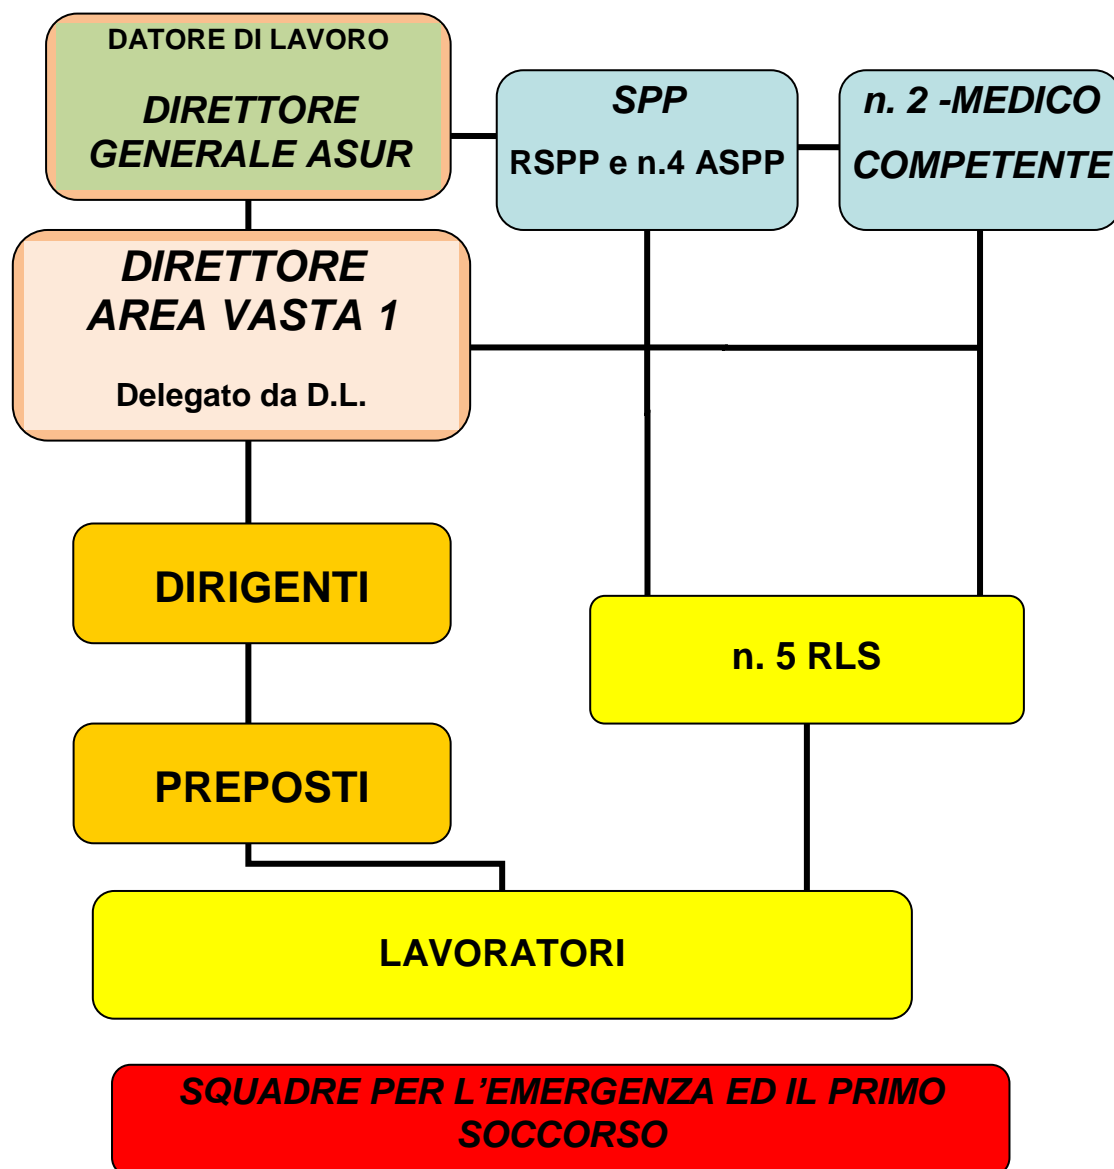 DATORE DI LAVORO
DIRETTORE
GENERALE ASUR
SPP
RSPP e n.4 ASPP
n. 2 -MEDICO
COMPETENTE
DIRETTORE
AREA VASTA 1
Delegato da D.L.
DIRIGENTI
n. 5 RLS
PREPOSTI
LAVORATORI
SQUADRE PER L’EMERGENZA ED IL PRIMO
SOCCORSO